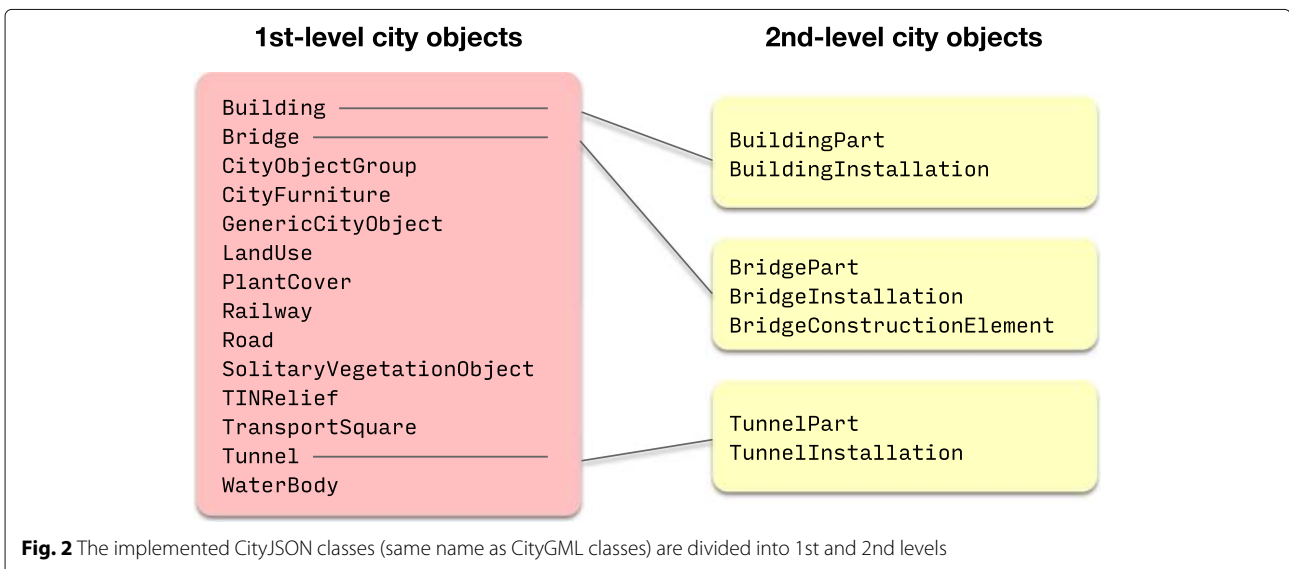 1st-level city objects
2nd-level city objects
Building
Bridge
CityObjectGroup
CityFurniture
GenericCityObject
LandUse
PlantCover
Railway
Road
SolitaryVegetationObject
TINRelief
TransportSquare
Tunnel
WaterBody
BuildingPart
BuildingInstallation
BridgePart
BridgeInstallation
BridgeConstructionElement
TunnelPart
TunnelInstallation
Fig. 2 The implemented CityJSON classes (same name as CityGML classes) are divided into 1st and 2nd levels